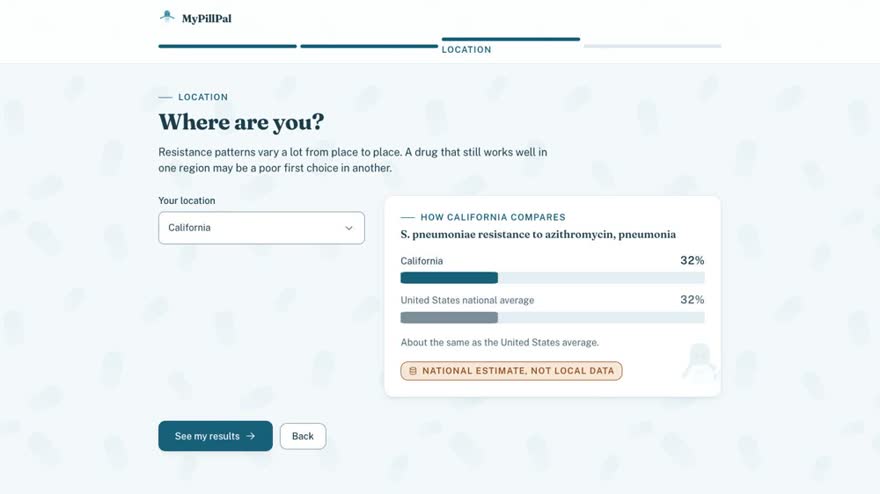 MyPillPal
LOCATION
LOCATION
Where are you?
Resistance patterns vary a lot from place to place. A drug that still works well in
one region may be a poor first choice in another.
Your location
California
HOW CALIFORNIA COMPARES
S. pneumoniae resistance to azithromycin, pneumonia
California 32%
United States national average 32%
About the same as the United States average.
NATIONAL ESTIMATE, NOT LOCAL DATA
See my results →
Back